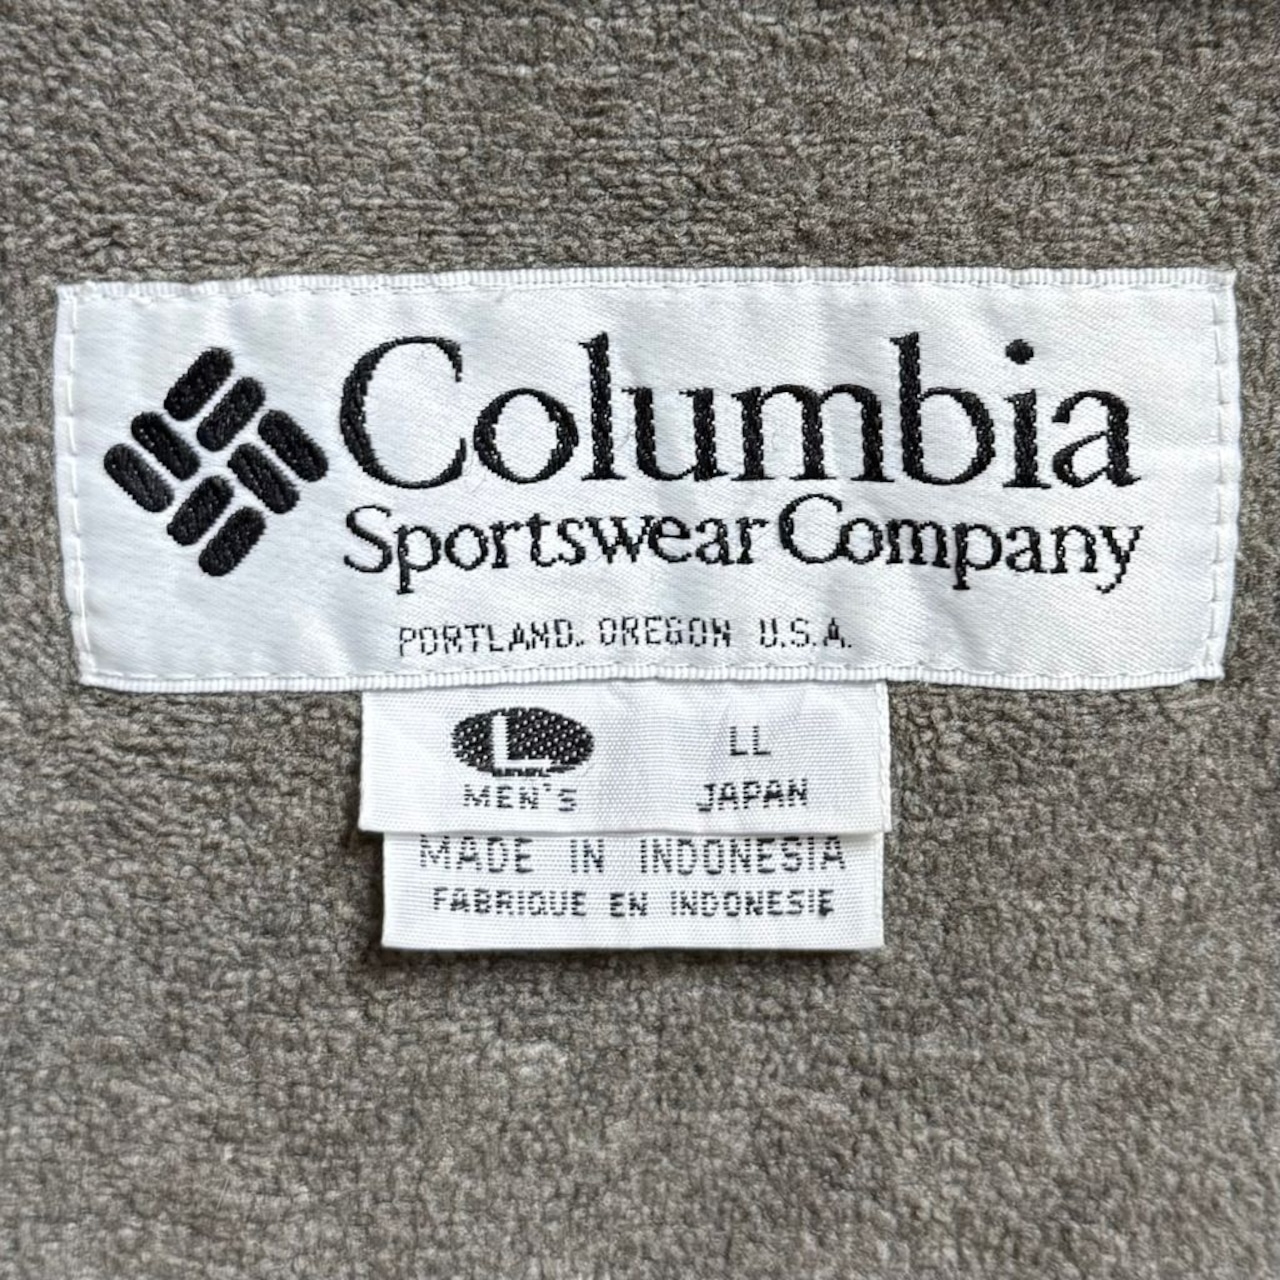 Columbia
Sportswear Company
PORTLAND, OREGON U.S.A.
L LL
MEN'S JAPAN
MADE IN INDONESIA
FABRIQUE EN INDONESIE